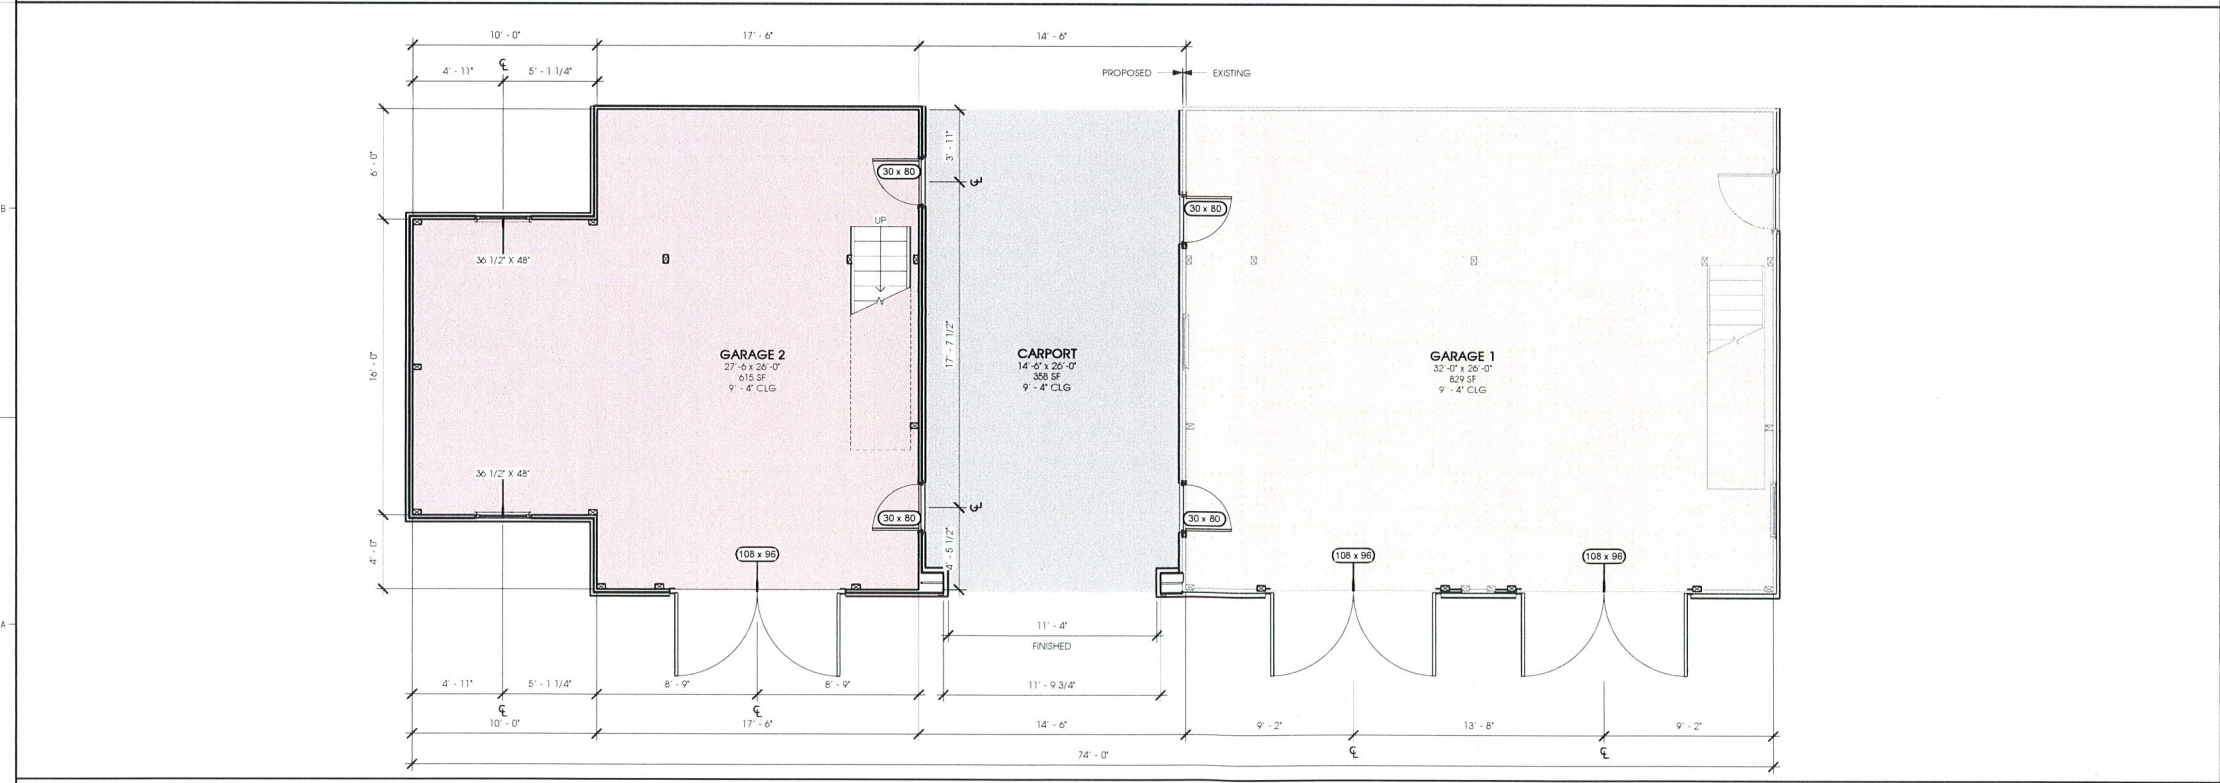 10' - 0"
17' - 6"
14' - 6"
4' - 11"
℄
5' - 1 1/4"
PROPOSED
EXISTING
6' - 0"
3' - 11"
℄
30 x 80
30 x 80
B
UP
36 1/2" X 48"
16' - 0"
17' - 7 1/2"
GARAGE 2
27'-6 x 26'-0"
615 SF
9' - 4" CLG
CARPORT
14'-6" x 26'-0"
358 SF
9' - 4" CLG
GARAGE 1
32'-0" x 26'-0"
829 SF
9' - 4" CLG
36 1/2" X 48"
℄
30 x 80
30 x 80
4' - 0"
4' - 5 1/2"
108 x 96
108 x 96
108 x 96
A
11' - 4"
FINISHED
4' - 11"
5' - 1 1/4"
8' - 9"
8' - 9"
11' - 9 3/4"
℄
℄
10' - 0"
17' - 6"
14' - 6"
9' - 2"
13' - 8"
9' - 2"
℄
℄
74' - 0"